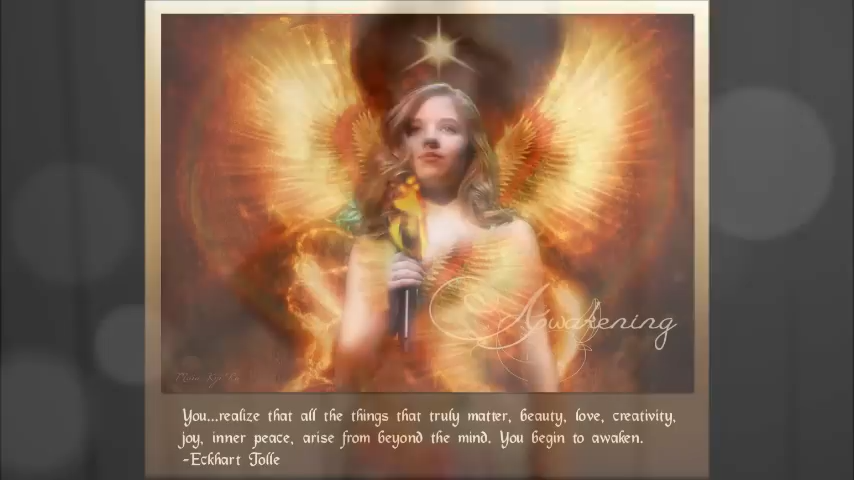 Awakening
You...realize that all the things that truly matter, beauty, love, creativity,
joy, inner peace, arise from beyond the mind. You begin to awaken.
-Eckhart Tolle